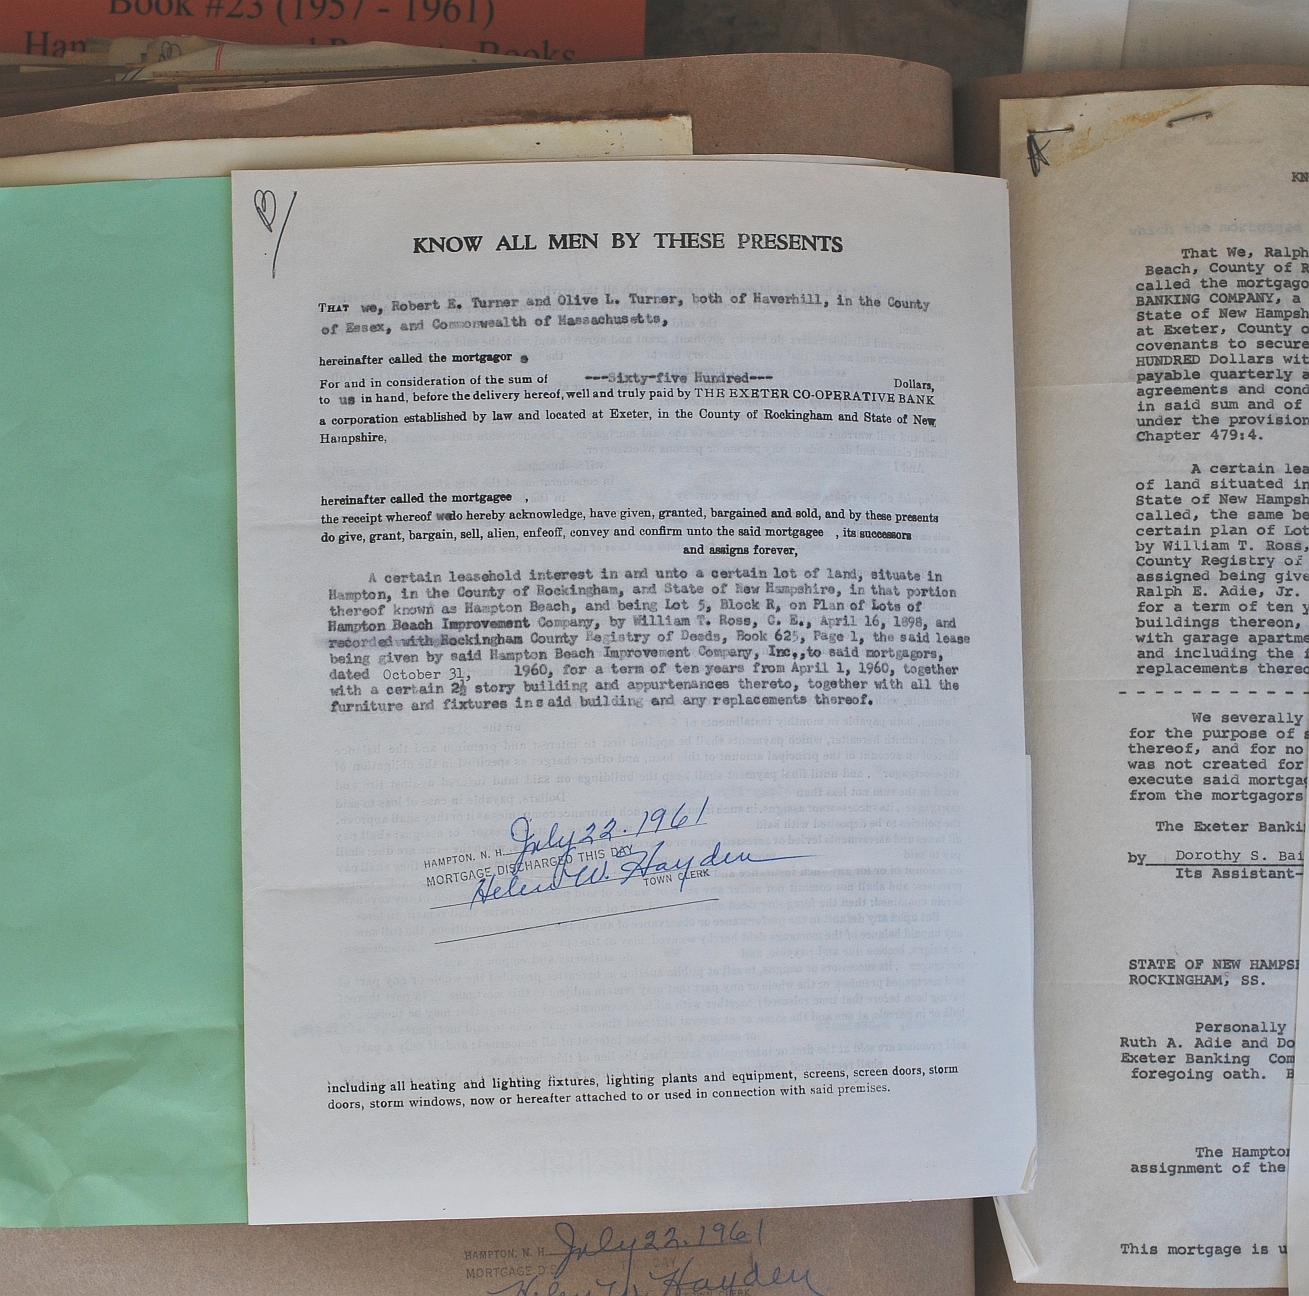 Book #23 (1957 - 1961)
Books
KNOW ALL MEN BY THESE PRESENTS
THAT we, Robert E. Turner and Olive L. Turner, both of Haverhill, in the County
of Essex, and Commonwealth of Massachusetts,
hereinafter called the mortgagor s
For and in consideration of the sum of ---Sixty-five Hundred--- Dollars,
to us in hand, before the delivery hereof, well and truly paid by THE EXETER CO-OPERATIVE BANK
a corporation established by law and located at Exeter, in the County of Rockingham and State of New
Hampshire,
hereinafter called the mortgagee ,
the receipt whereof we do hereby acknowledge, have given, granted, bargained and sold, and by these presents
do give, grant, bargain, sell, alien, enfeoff, convey and confirm unto the said mortgagee , its successors
and assigns forever,
A certain leasehold interest in and unto a certain lot of land, situate in
Hampton, in the County of Rockingham, and State of New Hampshire, in that portion
thereof known as Hampton Beach, and being Lot 5, Block R, on Plan of Lots of
Hampton Beach Improvement Company, by William T. Ross, C. E., April 16, 1898, and
recorded with Rockingham County Registry of Deeds, Book 625, Page 1, the said lease
being given by said Hampton Beach Improvement Company, Inc., to said mortgagors,
dated October 31, 1960, for a term of ten years from April 1, 1960, together
with a certain 2½ story building and appurtenances thereto, together with all the
furniture and fixtures in said building and any replacements thereof.
HAMPTON, N. H. July 22. 1961
MORTGAGE DISCHARGED THIS DAY
Helen W. Hayden
TOWN CLERK
including all heating and lighting fixtures, lighting plants and equipment, screens, screen doors, storm
doors, storm windows, now or hereafter attached to or used in connection with said premises.
HAMPTON, N. H. July 22. 1961
MORTGAGE D DAY
Helen W. Hayden
KN
That We, Ralph
Beach, County of R
called the mortgago
BANKING COMPANY, a
State of New Hampsh
at Exeter, County o
covenants to secure
HUNDRED Dollars wit
payable quarterly a
agreements and cond
in said sum and of
under the provision
Chapter 479:4.
A certain lea
of land situated in
State of New Hampsh
called, the same be
certain plan of Lot
by William T. Ross,
County Registry of
assigned being give
Ralph E. Adie, Jr.
for a term of ten y
buildings thereon,
with garage apartme
and including the f
replacements thereo
We severally
for the purpose of s
thereof, and for no
was not created for
execute said mortga
from the mortgagors
The Exeter Banki
by Dorothy S. Bai
Its Assistant-
STATE OF NEW HAMPS
ROCKINGHAM, SS.
Personally
Ruth A. Adie and Do
Exeter Banking Com
foregoing oath. B
The Hampto
assignment of the
This mortgage is u